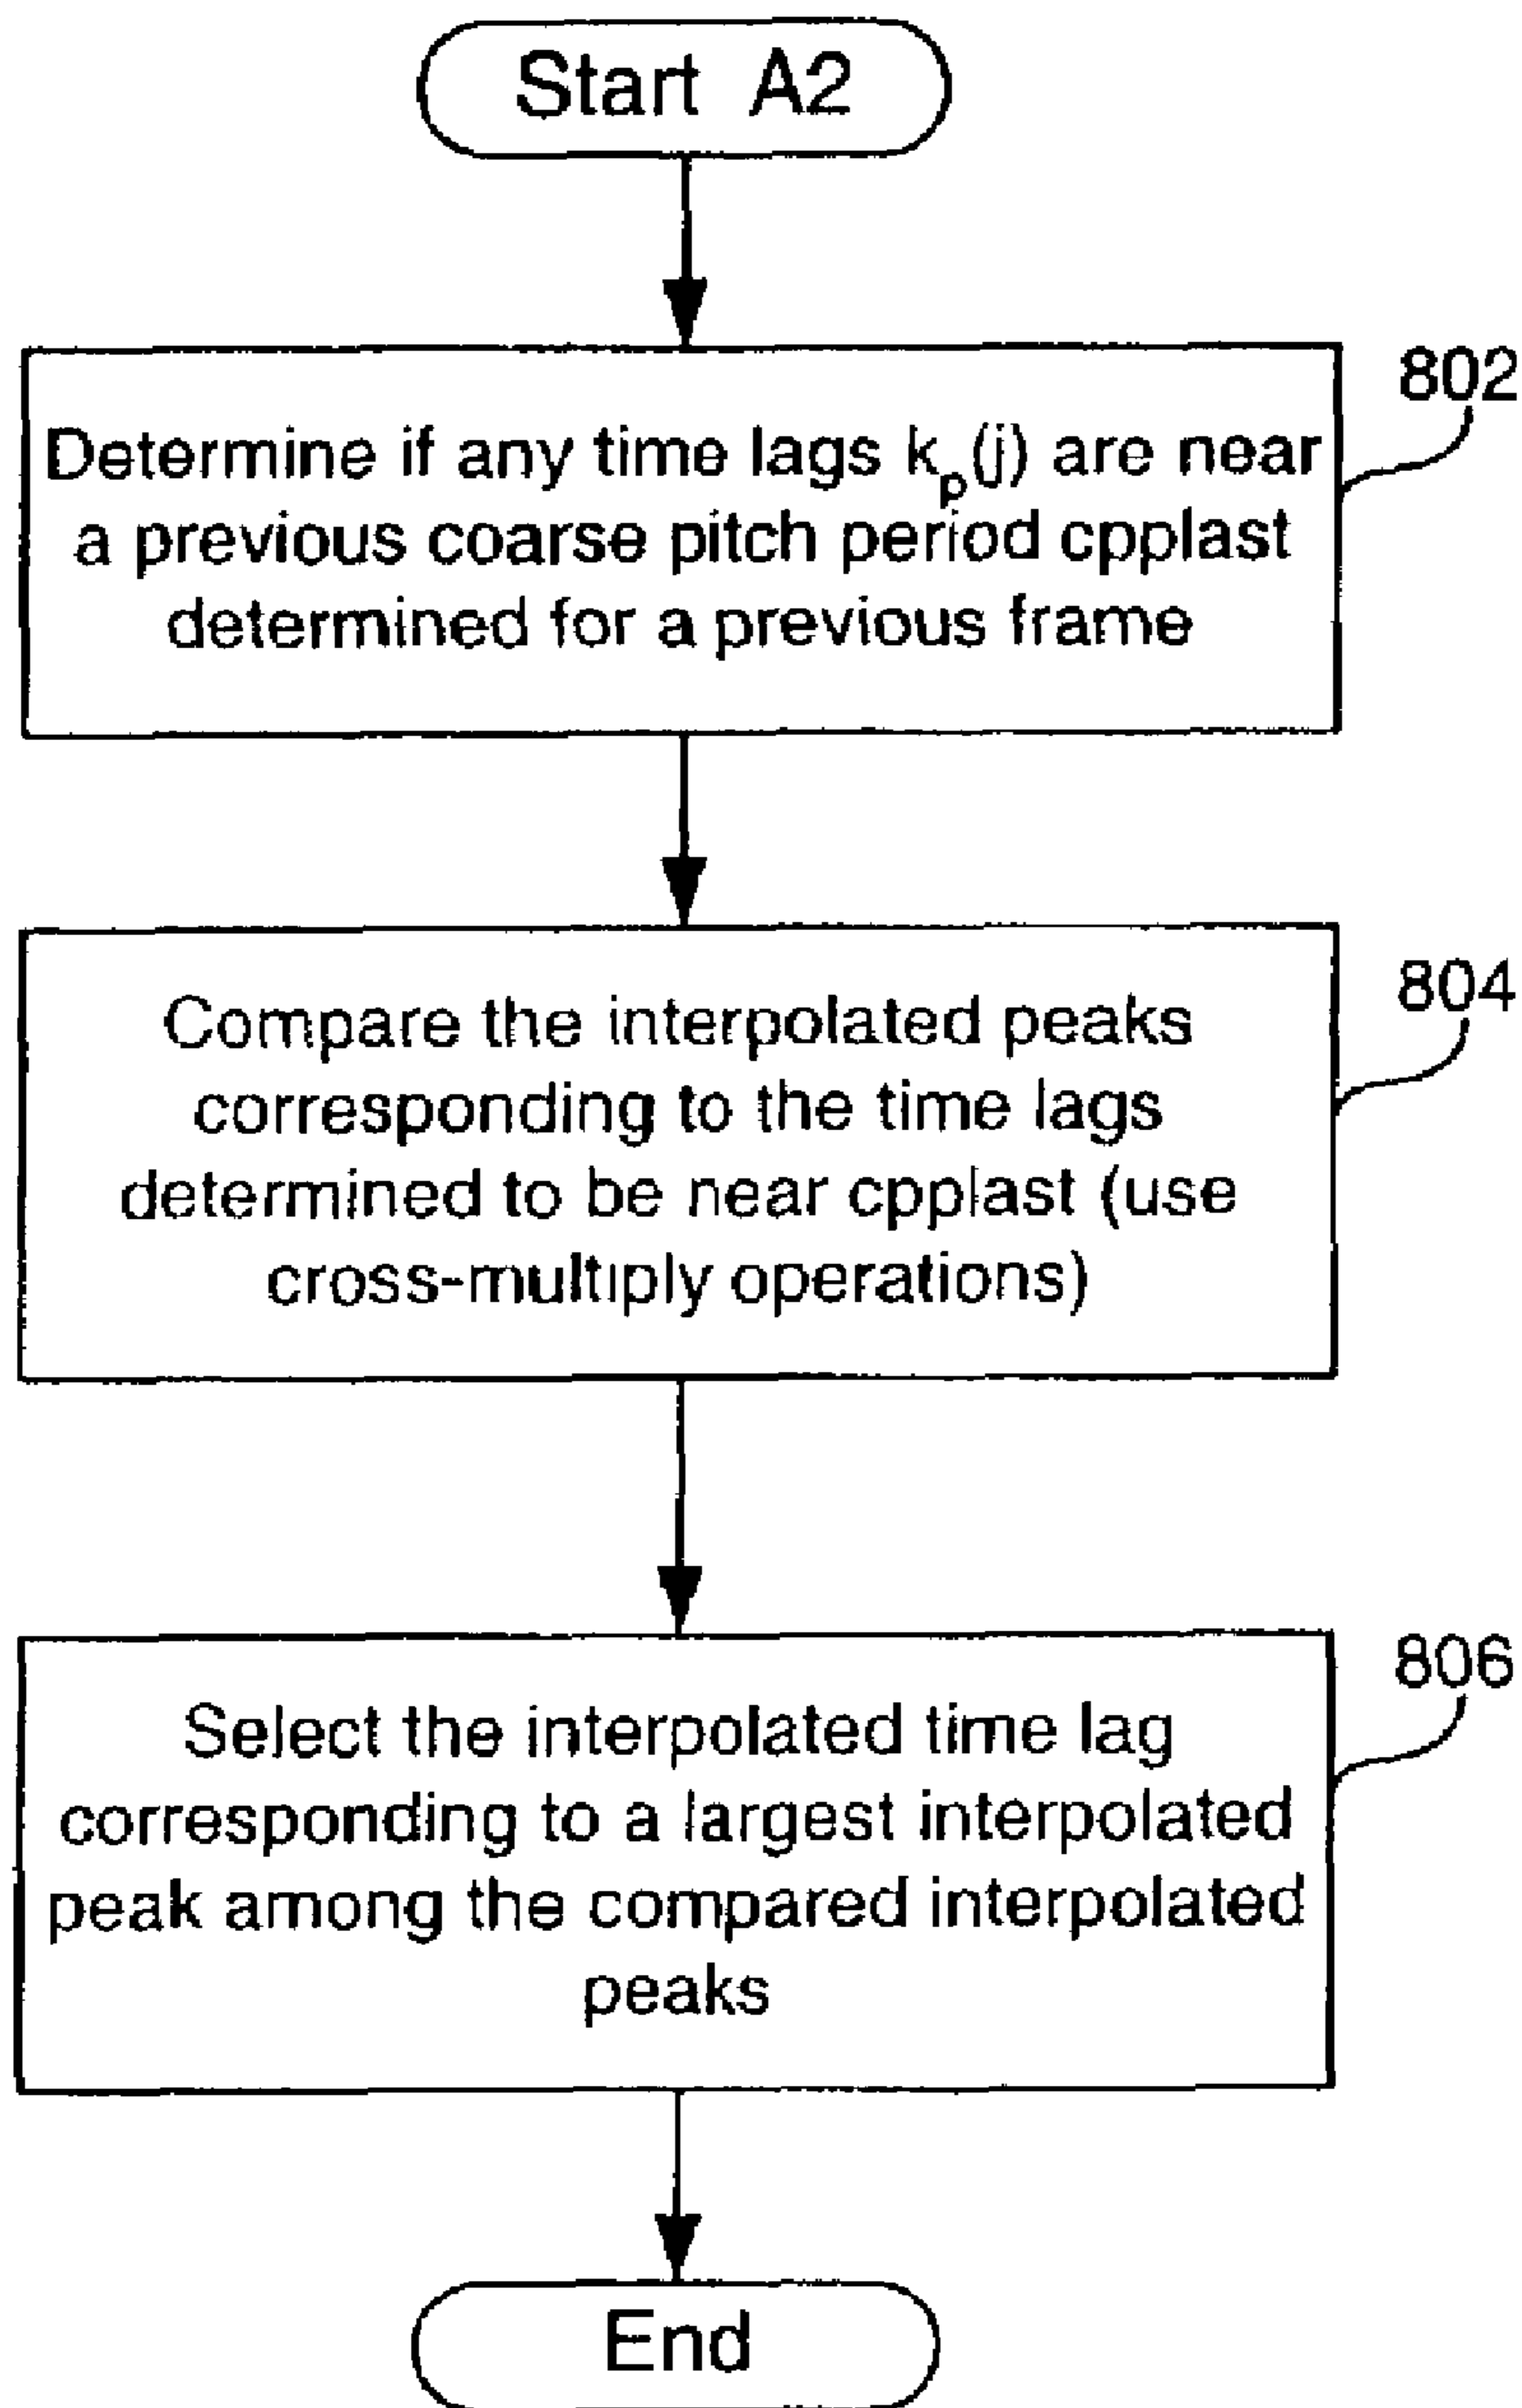 Start A2
802
Determine if any time lags kₚ(j) are near
a previous coarse pitch period cpplast
determined for a previous frame
804
Compare the interpolated peaks
corresponding to the time lags
determined to be near cpplast (use
cross-multiply operations)
806
Select the interpolated time lag
corresponding to a largest interpolated
peak among the compared interpolated
peaks
End